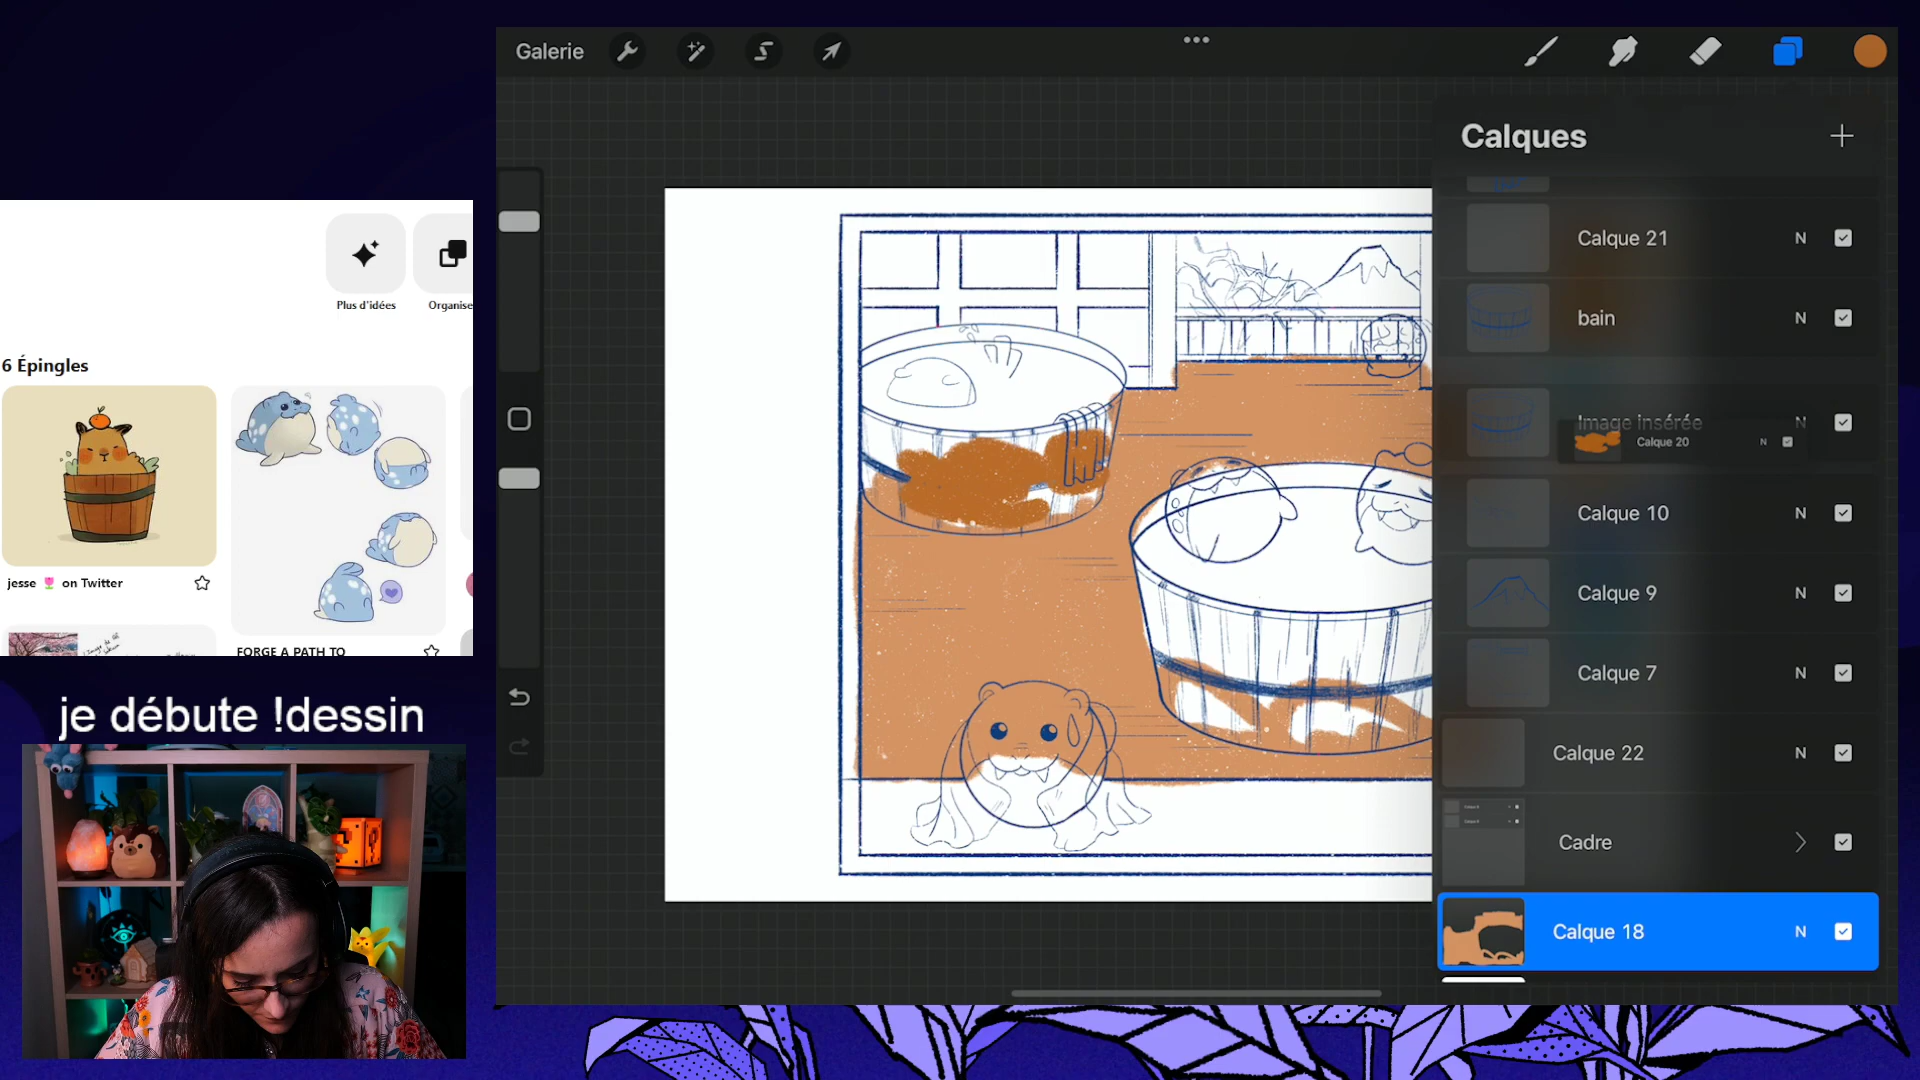 Galerie
Calques
Calque 21 N
bain N
Image insérée N
Calque 20 N
Calque 10 N
Calque 9 N
Calque 7 N
Calque 22 N
Cadre
Calque 18 N
Plus d'idées
Organise
6 Épingles
jesse 🌷 on Twitter
FORGE A PATH TO
je débute !dessin